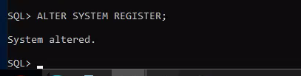 SQL> ALTER SYSTEM REGISTER;
System altered.
SQL>